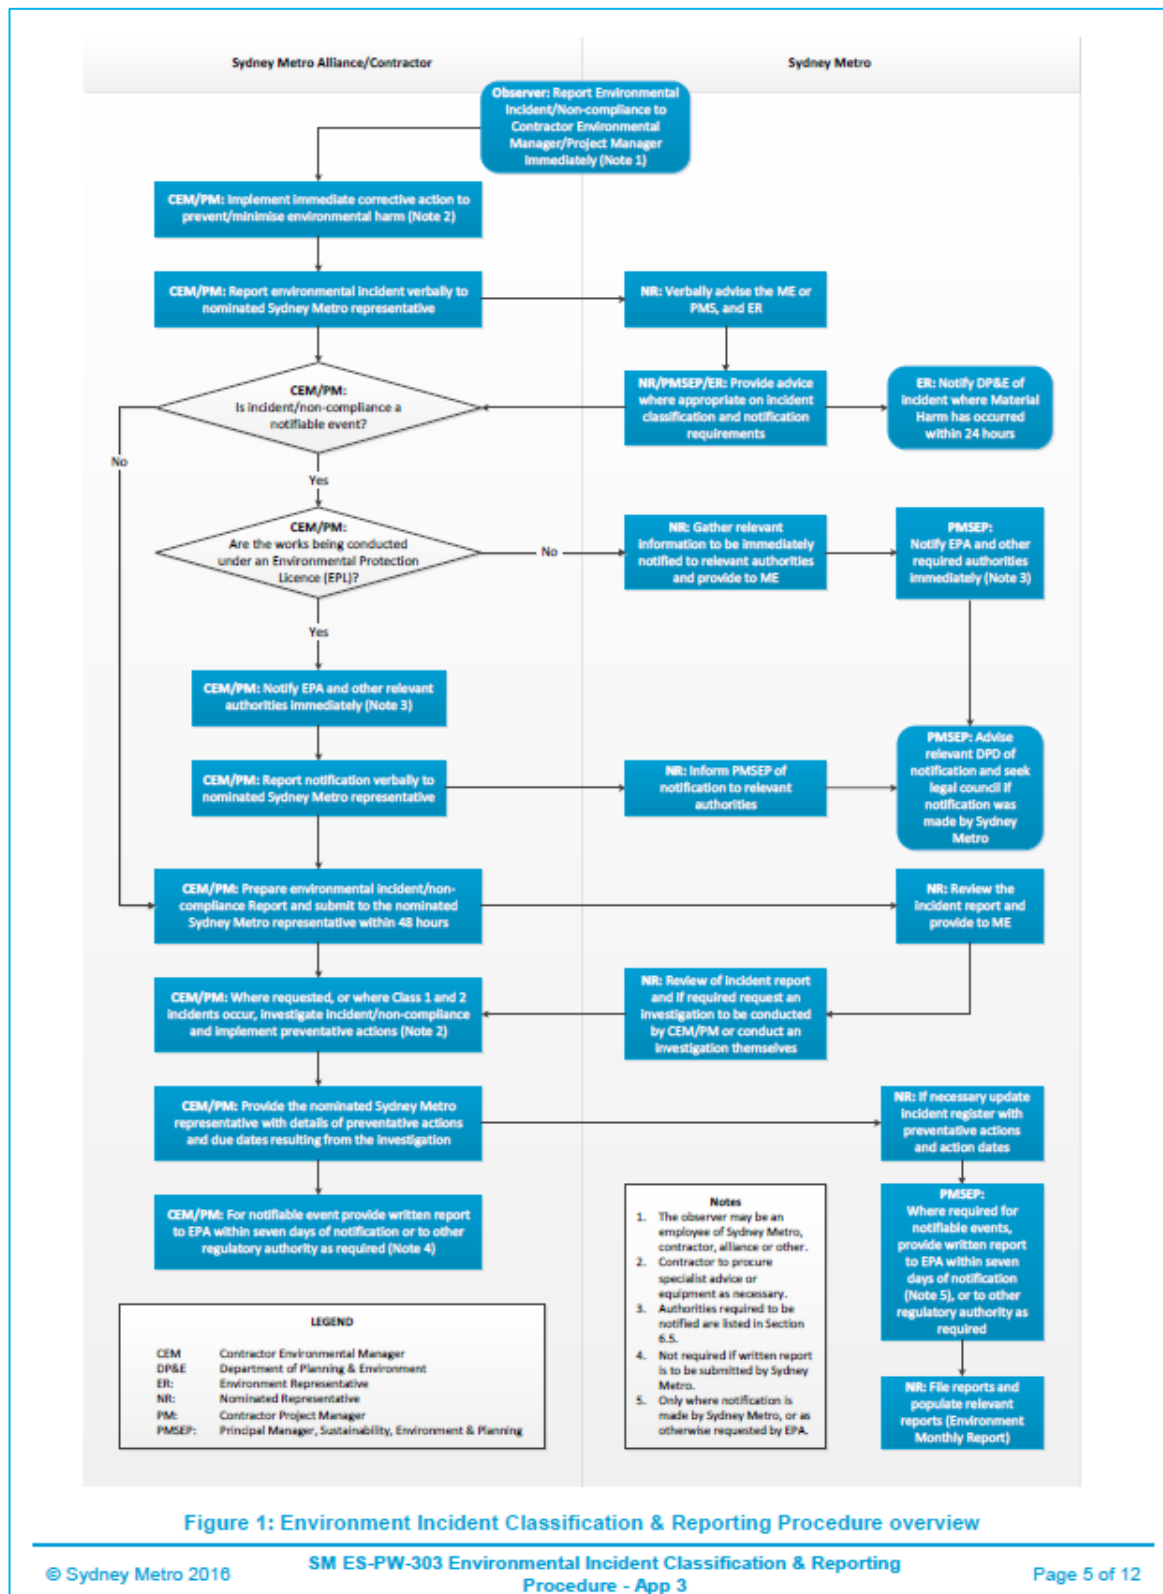 Sydney Metro Alliance/Contractor
Sydney Metro
Observer: Report Environmental
Incident/Non-compliance to
Contractor Environmental
Manager/Project Manager
Immediately (Note 1)
CEM/PM: Implement immediate corrective action to
prevent/minimise environmental harm (Note 2)
CEM/PM: Report environmental incident verbally to
nominated Sydney Metro representative
NR: Verbally advise the ME or
PMS, and ER
CEM/PM:
Is incident/non-compliance a
notifiable event?
NR/PMSEP/ER: Provide advice
where appropriate on incident
classification and notification
requirements
ER: Notify DP&E of
incident where Material
Harm has occurred
within 24 hours
No
Yes
CEM/PM:
Are the works being conducted
under an Environmental Protection
Licence (EPL)?
No
NR: Gather relevant
information to be immediately
notified to relevant authorities
and provide to ME
PMSEP:
Notify EPA and other
required authorities
immediately (Note 3)
Yes
CEM/PM: Notify EPA and other relevant
authorities immediately (Note 3)
CEM/PM: Report notification verbally to
nominated Sydney Metro representative
NR: Inform PMSEP of
notification to relevant
authorities
PMSEP: Advise
relevant DPD of
notification and seek
legal council if
notification was
made by Sydney
Metro
CEM/PM: Prepare environmental incident/non-
compliance Report and submit to the nominated
Sydney Metro representative within 48 hours
NR: Review the
incident report and
provide to ME
CEM/PM: Where requested, or where Class 1 and 2
incidents occur, investigate incident/non-compliance
and implement preventative actions (Note 2)
NR: Review of incident report
and if required request an
investigation to be conducted
by CEM/PM or conduct an
investigation themselves
CEM/PM: Provide the nominated Sydney Metro
representative with details of preventative actions
and due dates resulting from the investigation
NR: If necessary update
incident register with
preventative actions
and action dates
CEM/PM: For notifiable event provide written report
to EPA within seven days of notification or to other
regulatory authority as required (Note 4)
PMSEP:
Where required for
notifiable events,
provide written report
to EPA within seven
days of notification
(Note 5), or to other
regulatory authority as
required
NR: File reports and
populate relevant
reports (Environment
Monthly Report)
Notes
1. The observer may be an
employee of Sydney Metro,
contractor, alliance or other.
2. Contractor to procure
specialist advice or
equipment as necessary.
3. Authorities required to be
notified are listed in Section
6.5.
4. Not required if written report
is to be submitted by Sydney
Metro.
5. Only where notification is
made by Sydney Metro, or as
otherwise requested by EPA.
LEGEND
CEM Contractor Environmental Manager
DP&E Department of Planning & Environment
ER: Environment Representative
NR: Nominated Representative
PM: Contractor Project Manager
PMSEP: Principal Manager, Sustainability, Environment & Planning
Figure 1: Environment Incident Classification & Reporting Procedure overview
© Sydney Metro 2016
SM ES-PW-303 Environmental Incident Classification & Reporting
Procedure - App 3
Page 5 of 12